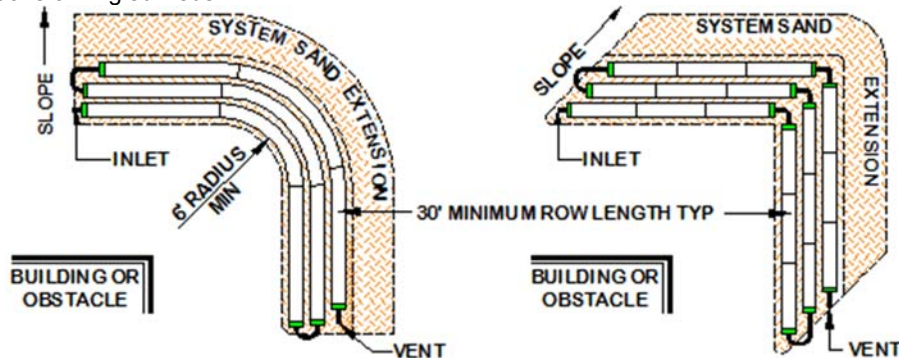 SYSTEM SAND EXTENSION
SLOPE
INLET
6' RADIUS
MIN
BUILDING OR
OBSTACLE
30' MINIMUM ROW LENGTH TYP
VENT
SYSTEM SAND
EXTENSION
SLOPE
INLET
BUILDING OR
OBSTACLE
VENT